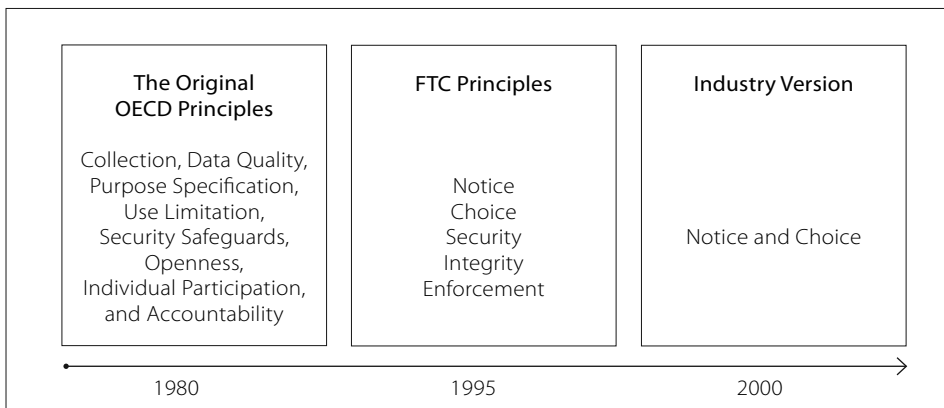 The Original
OECD Principles
Collection, Data Quality,
Purpose Specification,
Use Limitation,
Security Safeguards,
Openness,
Individual Participation,
and Accountability
FTC Principles
Notice
Choice
Security
Integrity
Enforcement
Industry Version
Notice and Choice
1980
1995
2000